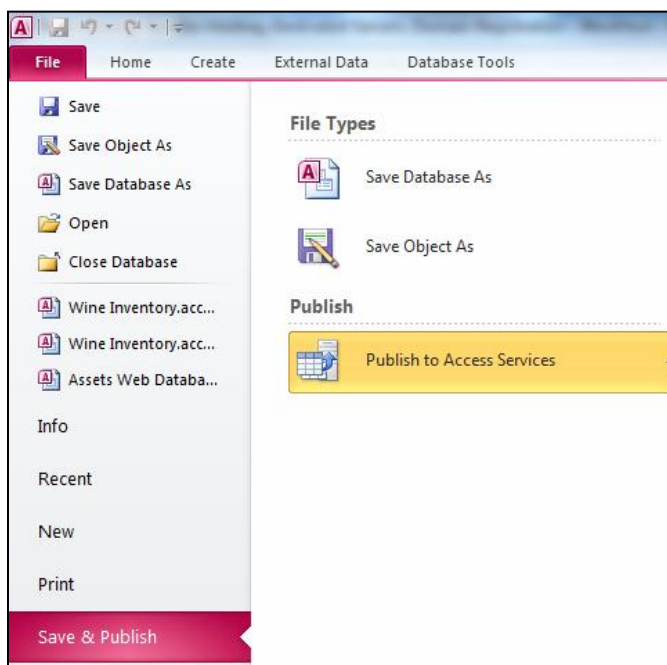 A
File Home Create External Data Database Tools
Save
Save Object As
Save Database As
Open
Close Database
Wine Inventory.acc...
Wine Inventory.acc...
Assets Web Databa...
Info
Recent
New
Print
Save & Publish
File Types
Save Database As
Save Object As
Publish
Publish to Access Services